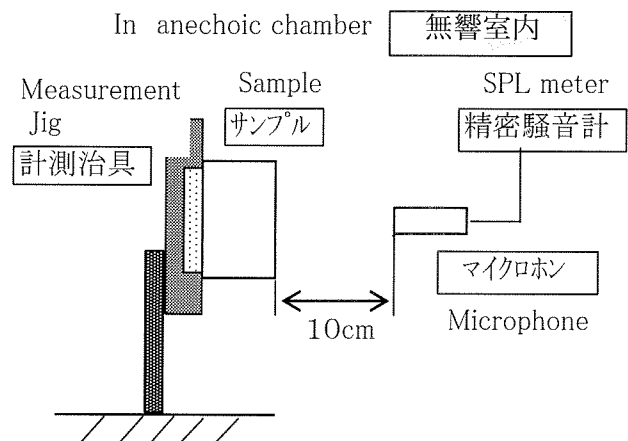 In anechoic chamber
無響室内
Measurement
Jig
計測治具
Sample
サンプル
SPL meter
精密騒音計
マイクロホン
Microphone
10cm